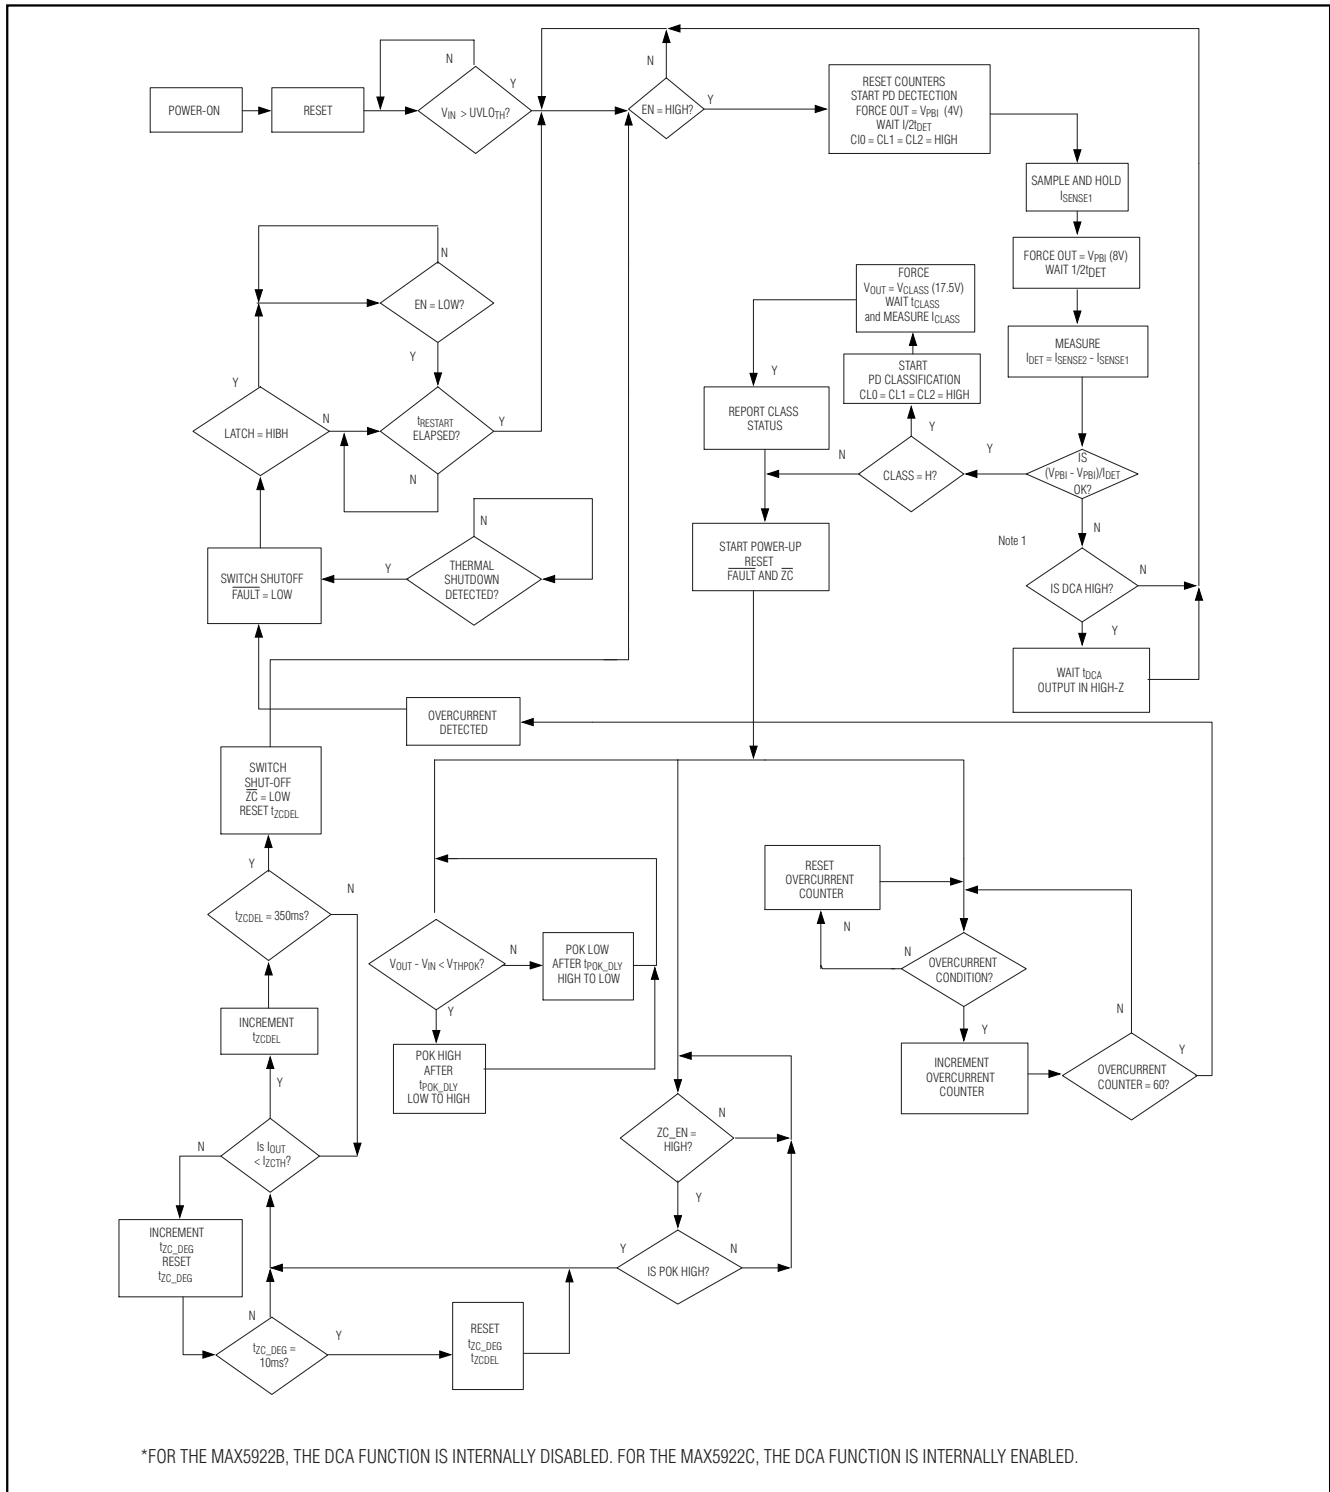 POWER-ON
RESET
N
V_IN > UVLO_TH?
Y
N
EN = HIGH?
Y
RESET COUNTERS
START PD DECTECTION
FORCE OUT = V_PBI (4V)
WAIT I/2t_DET
CI0 = CL1 = CL2 = HIGH
SAMPLE AND HOLD
I_SENSE1
FORCE OUT = V_PBI (8V)
WAIT 1/2t_DET
MEASURE
I_DET = I_SENSE2 - I_SENSE1
IS
(V_PBI - V_PBI)/I_DET
OK?
Y
N
Note 1
IS DCA HIGH?
N
Y
WAIT t_DCA
OUTPUT IN HIGH-Z
CLASS = H?
Y
N
START
PD CLASSIFICATION
CL0 = CL1 = CL2 = HIGH
FORCE
V_OUT = V_CLASS (17.5V)
WAIT t_CLASS
and MEASURE I_CLASS
Y
REPORT CLASS
STATUS
START POWER-UP
RESET
FAULT AND ZC
N
EN = LOW?
Y
Y
LATCH = HIBH
N
t_RESTART
ELAPSED?
Y
N
N
THERMAL
SHUTDOWN
DETECTED?
Y
SWITCH SHUTOFF
FAULT = LOW
OVERCURRENT
DETECTED
SWITCH
SHUT-OFF
ZC = LOW
RESET t_ZCDEL
Y
N
t_ZCDEL = 350ms?
INCREMENT
t_ZCDEL
Y
N
Is I_OUT
< I_ZCTH?
INCREMENT
t_ZC_DEG
RESET
t_ZC_DEG
N
t_ZC_DEG =
10ms?
Y
RESET
t_ZC_DEG
t_ZCDEL
V_OUT - V_IN < V_THPOK?
N
Y
POK LOW
AFTER t_POK_DLY
HIGH TO LOW
POK HIGH
AFTER
t_POK_DLY
LOW TO HIGH
ZC_EN =
HIGH?
N
Y
Y
IS POK HIGH?
N
RESET
OVERCURRENT
COUNTER
N
N
OVERCURRENT
CONDITION?
Y
INCREMENT
OVERCURRENT
COUNTER
N
OVERCURRENT
COUNTER = 60?
Y
*FOR THE MAX5922B, THE DCA FUNCTION IS INTERNALLY DISABLED. FOR THE MAX5922C, THE DCA FUNCTION IS INTERNALLY ENABLED.